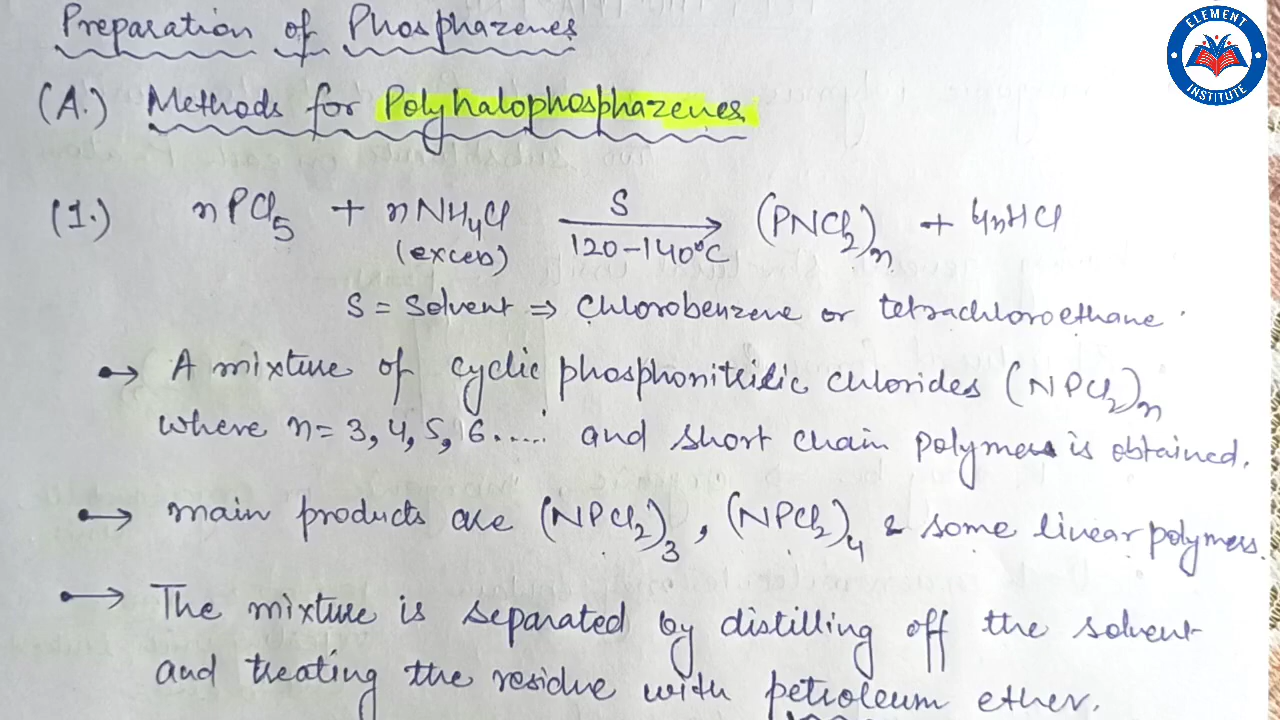 Preparation of Phosphazenes
(A.) Methods for Polyhalophosphazenes
(1.) nPCl5 + nNH4Cl (excess) S 120-140°C → (PNCl2)n + 4nHCl
S = Solvent ⇒ Chlorobenzene or tetrachloroethane.
→ A mixture of cyclic phosphonitrilic chlorides (NPCl2)n
where n = 3, 4, 5, 6..... and short chain polymers is obtained.
→ main products are (NPCl2)3, (NPCl2)4 & some linear polymers.
→ The mixture is separated by distilling off the solvent
and treating the residue with petroleum ether.
ELEMENT
INSTITUTE